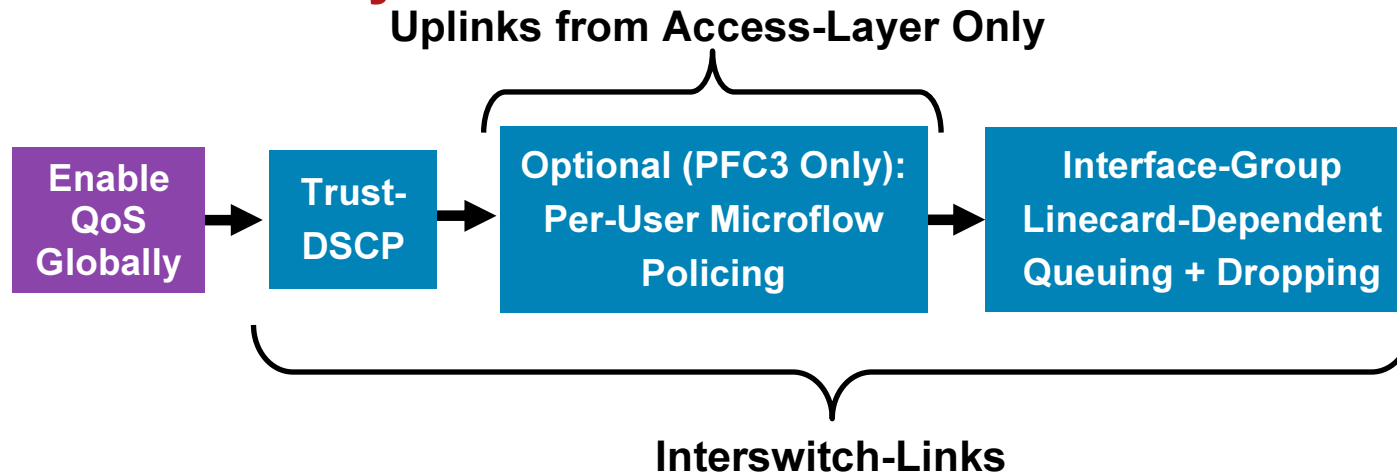 Uplinks from Access-Layer Only
Enable
QoS
Globally
Trust-
DSCP
Optional (PFC3 Only):
Per-User Microflow
Policing
Interface-Group
Linecard-Dependent
Queuing + Dropping
Interswitch-Links